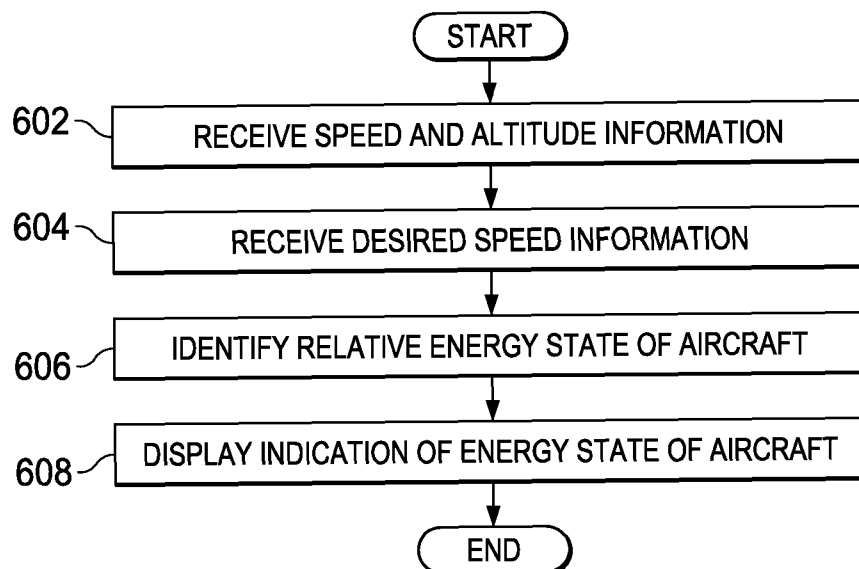 START
602
RECEIVE SPEED AND ALTITUDE INFORMATION
604
RECEIVE DESIRED SPEED INFORMATION
606
IDENTIFY RELATIVE ENERGY STATE OF AIRCRAFT
608
DISPLAY INDICATION OF ENERGY STATE OF AIRCRAFT
END